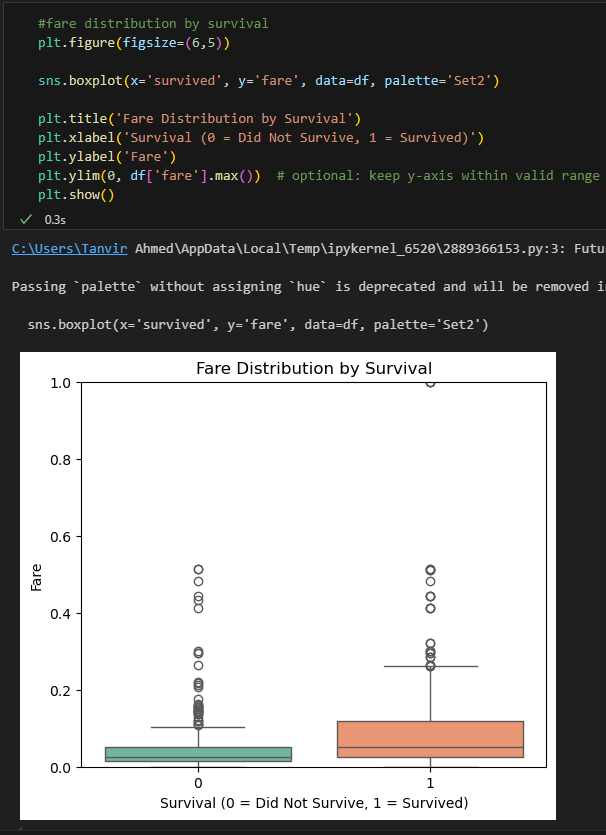 #fare distribution by survival
plt.figure(figsize=(6,5))
sns.boxplot(x='survived', y='fare', data=df, palette='Set2')
plt.title('Fare Distribution by Survival')
plt.xlabel('Survival (0 = Did Not Survive, 1 = Survived)')
plt.ylabel('Fare')
plt.ylim(0, df['fare'].max())  # optional: keep y-axis within valid range
plt.show()
0.3s
C:\Users\Tanvir Ahmed\AppData\Local\Temp\ipykernel_6520\2889366153.py:3: Futu
Passing `palette` without assigning `hue` is deprecated and will be removed i
sns.boxplot(x='survived', y='fare', data=df, palette='Set2')
Fare Distribution by Survival
1.0
0.8
0.6
0.4
0.2
0.0
Fare
0 1
Survival (0 = Did Not Survive, 1 = Survived)